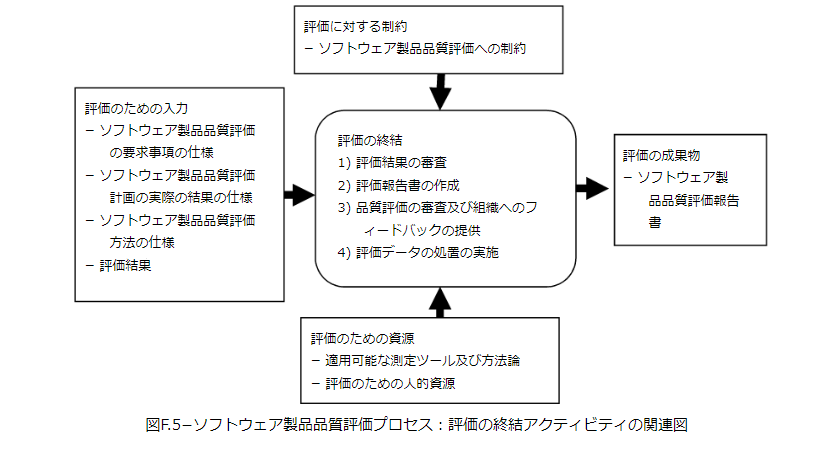 評価に対する制約
− ソフトウェア製品品質評価への制約
評価のための入力
− ソフトウェア製品品質評価
の要求事項の仕様
− ソフトウェア製品品質評価
計画の実際の結果の仕様
− ソフトウェア製品品質評価
方法の仕様
− 評価結果
評価の終結
1) 評価結果の審査
2) 評価報告書の作成
3) 品質評価の審査及び組織へのフ
ィードバックの提供
4) 評価データの処置の実施
評価の成果物
− ソフトウェア製
品品質評価報告
書
評価のための資源
− 適用可能な測定ツール及び方法論
− 評価のための人的資源
図F.5−ソフトウェア製品品質評価プロセス：評価の終結アクティビティの関連図